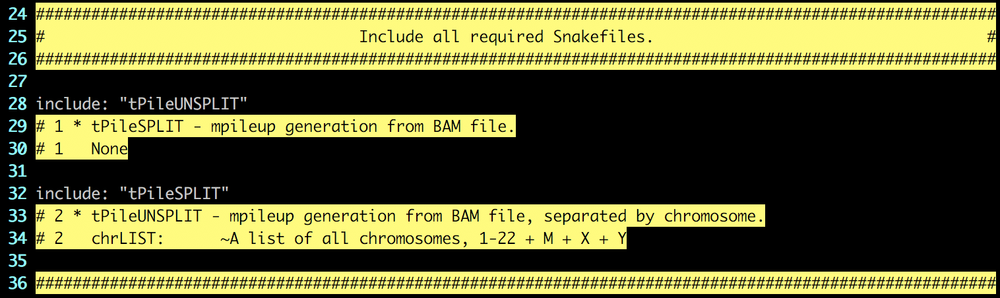 24 ########################################################################################################
25 #                                  Include all required Snakefiles.                                    #
26 ########################################################################################################
27
28 include: "tPileUNSPLIT"
29 # 1 * tPileSPLIT - mpileup generation from BAM file.
30 # 1   None
31
32 include: "tPileSPLIT"
33 # 2 * tPileUNSPLIT - mpileup generation from BAM file, separated by chromosome.
34 # 2   chrLIST:      ~A list of all chromosomes, 1-22 + M + X + Y
35
36 ########################################################################################################